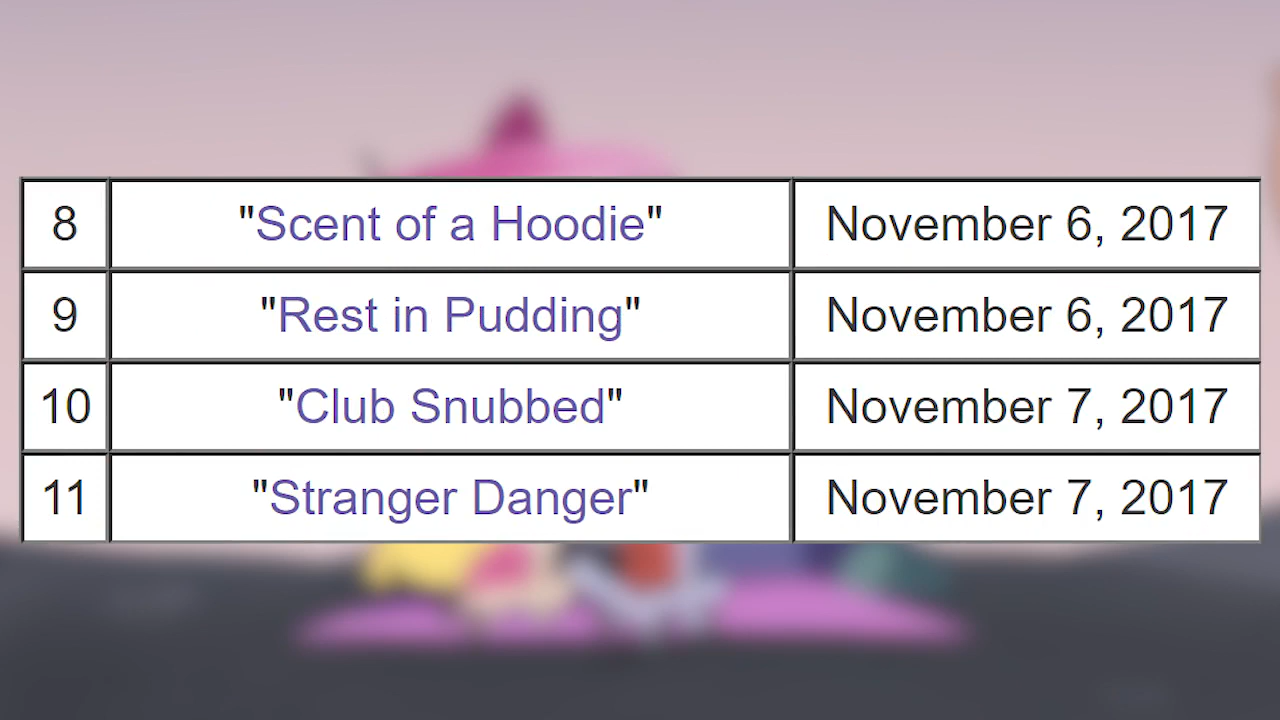 8 "Scent of a Hoodie" November 6, 2017
9 "Rest in Pudding" November 6, 2017
10 "Club Snubbed" November 7, 2017
11 "Stranger Danger" November 7, 2017